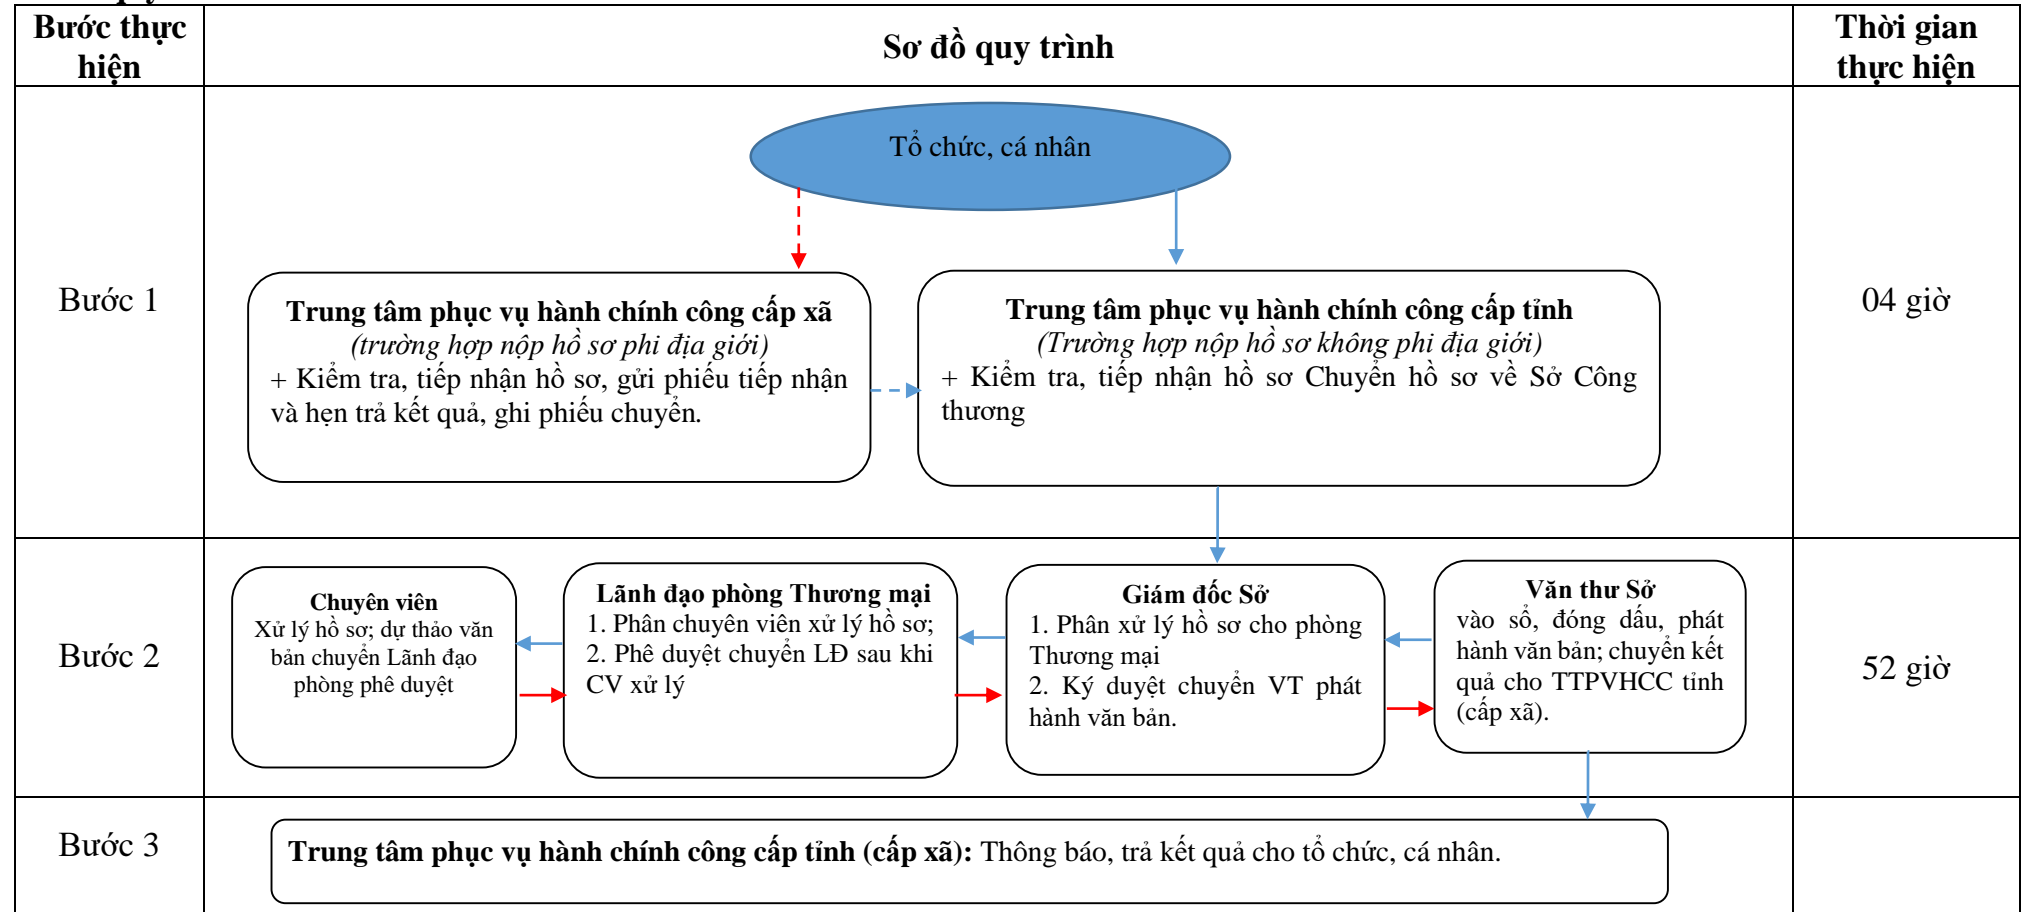 Bước thực
hiện
Sơ đồ quy trình
Thời gian
thực hiện
Bước 1
Tổ chức, cá nhân
Trung tâm phục vụ hành chính công cấp xã
(trường hợp nộp hồ sơ phi địa giới)
+ Kiểm tra, tiếp nhận hồ sơ, gửi phiếu tiếp nhận
và hẹn trả kết quả, ghi phiếu chuyển.
Trung tâm phục vụ hành chính công cấp tỉnh
(Trường hợp nộp hồ sơ không phi địa giới)
+ Kiểm tra, tiếp nhận hồ sơ Chuyển hồ sơ về Sở Công
thương
04 giờ
Bước 2
Chuyên viên
Xử lý hồ sơ; dự thảo văn
bản chuyển Lãnh đạo
phòng phê duyệt
Lãnh đạo phòng Thương mại
1. Phân chuyên viên xử lý hồ sơ;
2. Phê duyệt chuyển LĐ sau khi
CV xử lý
Giám đốc Sở
1. Phân xử lý hồ sơ cho phòng
Thương mại
2. Ký duyệt chuyển VT phát
hành văn bản.
Văn thư Sở
vào sổ, đóng dấu, phát
hành văn bản; chuyển kết
quả cho TTPVHCC tỉnh
(cấp xã).
52 giờ
Bước 3
Trung tâm phục vụ hành chính công cấp tỉnh (cấp xã): Thông báo, trả kết quả cho tổ chức, cá nhân.